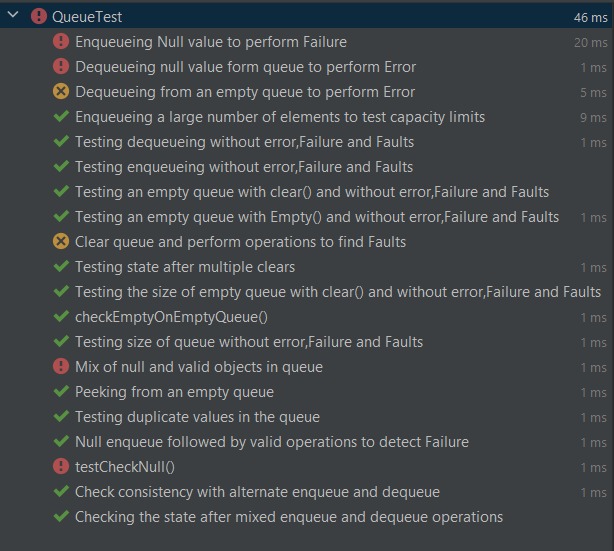 QueueTest 46 ms
Enqueueing Null value to perform Failure 20 ms
Dequeueing null value form queue to perform Error 1 ms
Dequeueing from an empty queue to perform Error 5 ms
Enqueueing a large number of elements to test capacity limits 9 ms
Testing dequeueing without error,Failure and Faults 1 ms
Testing enqueueing without error,Failure and Faults
Testing an empty queue with clear() and without error,Failure and Faults
Testing an empty queue with Empty() and without error,Failure and Faults 1 ms
Clear queue and perform operations to find Faults
Testing state after multiple clears 1 ms
Testing the size of empty queue with clear() and without error,Failure and Faults
checkEmptyOnEmptyQueue() 1 ms
Testing size of queue without error,Failure and Faults 1 ms
Mix of null and valid objects in queue 1 ms
Peeking from an empty queue 1 ms
Testing duplicate values in the queue 1 ms
Null enqueue followed by valid operations to detect Failure 1 ms
testCheckNull() 1 ms
Check consistency with alternate enqueue and dequeue 1 ms
Checking the state after mixed enqueue and dequeue operations